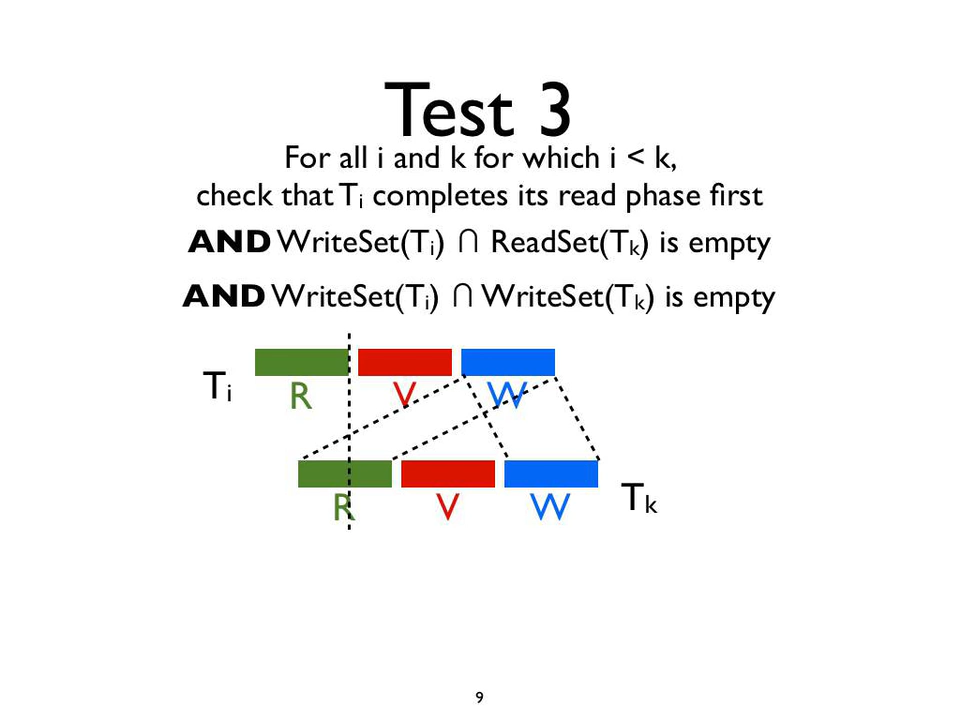 Test 3
For all i and k for which i < k,
check that Tᵢ completes its read phase first
AND WriteSet(Tᵢ) ∩ ReadSet(Tₖ) is empty
AND WriteSet(Tᵢ) ∩ WriteSet(Tₖ) is empty
Tᵢ R V W
R V W Tₖ
9